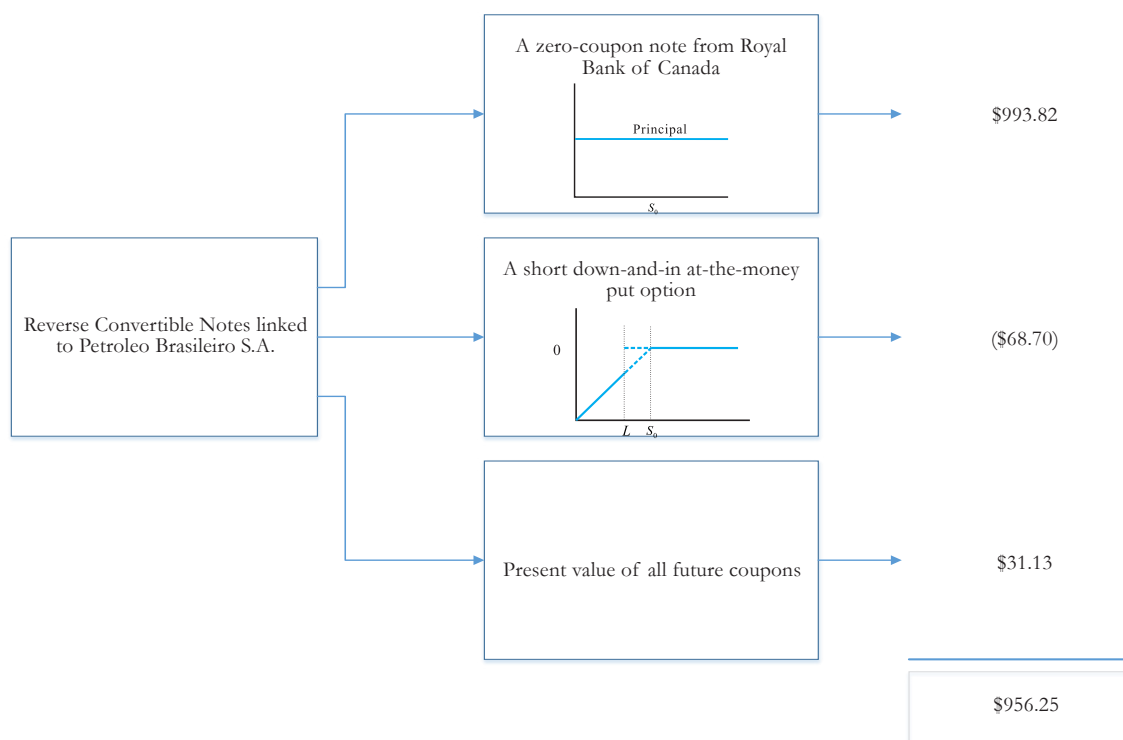 A zero-coupon note from Royal
Bank of Canada
Principal
S₀
$993.82
Reverse Convertible Notes linked
to Petroleo Brasileiro S.A.
A short down-and-in at-the-money
put option
0
L S₀
($68.70)
Present value of all future coupons
$31.13
$956.25